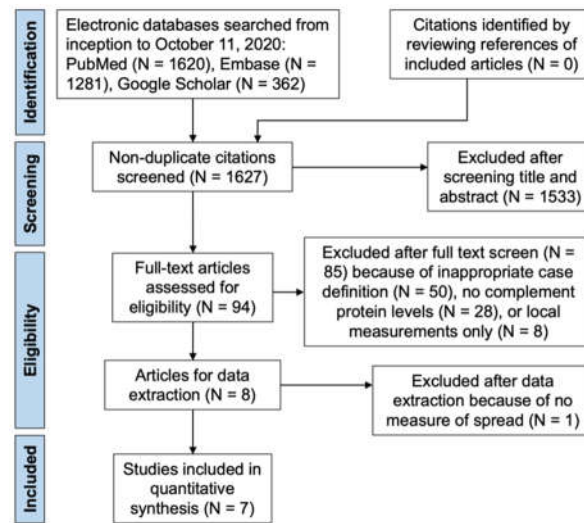 Identification
Electronic databases searched from
inception to October 11, 2020:
PubMed (N = 1620), Embase (N =
1281), Google Scholar (N = 362)
Citations identified by
reviewing references of
included articles (N = 0)
Screening
Non-duplicate citations
screened (N = 1627)
Excluded after
screening title and
abstract (N = 1533)
Eligibility
Full-text articles
assessed for
eligibility (N = 94)
Excluded after full text screen (N =
85) because of inappropriate case
definition (N = 50), no complement
protein levels (N = 28), or local
measurements only (N = 8)
Articles for data
extraction (N = 8)
Excluded after data
extraction because of no
measure of spread (N = 1)
Included
Studies included in
quantitative
synthesis (N = 7)